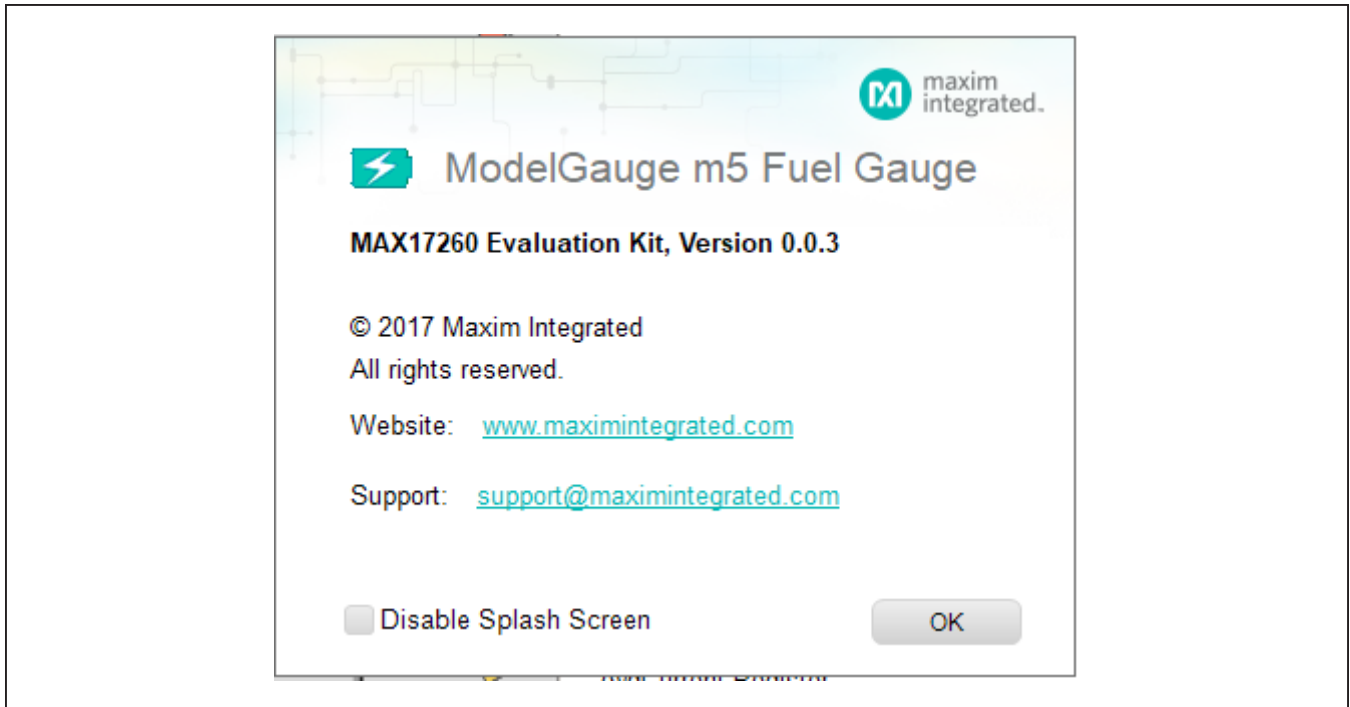 maxim
integrated™
ModelGauge m5 Fuel Gauge
MAX17260 Evaluation Kit, Version 0.0.3
© 2017 Maxim Integrated
All rights reserved.
Website: www.maximintegrated.com
Support: support@maximintegrated.com
Disable Splash Screen
OK